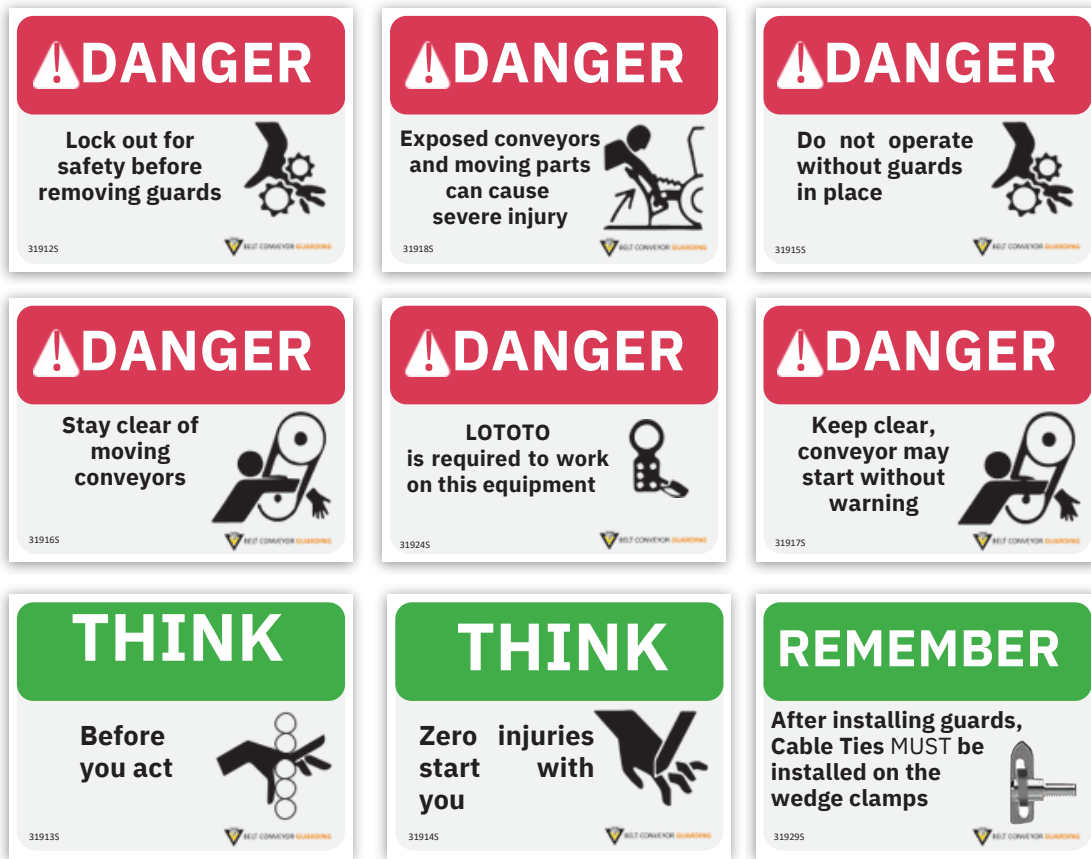 DANGER
Lock out for
safety before
removing guards
31912S
BELT CONVEYOR GUARDING
DANGER
Exposed conveyors
and moving parts
can cause
severe injury
31918S
BELT CONVEYOR GUARDING
DANGER
Do not operate
without guards
in place
31915S
BELT CONVEYOR GUARDING
DANGER
Stay clear of
moving
conveyors
31916S
BELT CONVEYOR GUARDING
DANGER
LOTOTO
is required to work
on this equipment
31924S
BELT CONVEYOR GUARDING
DANGER
Keep clear,
conveyor may
start without
warning
31917S
BELT CONVEYOR GUARDING
THINK
Before
you act
31913S
BELT CONVEYOR GUARDING
THINK
Zero injuries
start with
you
31914S
BELT CONVEYOR GUARDING
REMEMBER
After installing guards,
Cable Ties MUST be
installed on the
wedge clamps
31929S
BELT CONVEYOR GUARDING